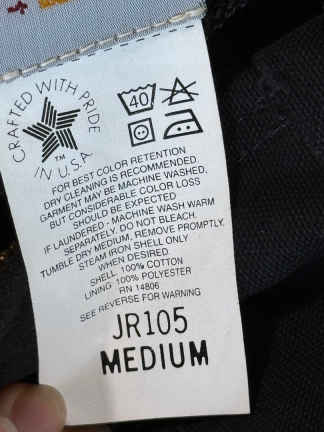 CRAFTED WITH PRIDE
IN U.S.A
TM
40
FOR BEST COLOR RETENTION
DRY CLEANING IS RECOMMENDED.
GARMENT MAY BE MACHINE WASHED,
BUT CONSIDERABLE COLOR LOSS
SHOULD BE EXPECTED
IF LAUNDERED - MACHINE WASH WARM
SEPARATELY. DO NOT BLEACH.
TUMBLE DRY MEDIUM. REMOVE PROMPTLY.
STEAM IRON SHELL ONLY
WHEN DESIRED.
SHELL: 100% COTTON
LINING: 100% POLYESTER
RN 14806
SEE REVERSE FOR WARNING
JR105
MEDIUM